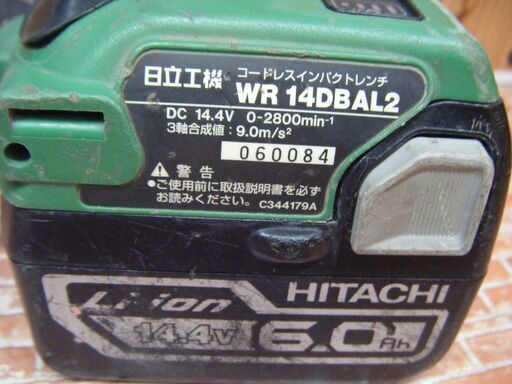 日立工機 コードレスインパクトレンチ
WR 14DBAL2
DC 14.4V 0-2800min⁻¹
3軸合成値: 9.0m/s²
060084
⚠警告
●ご使用前に取扱説明書を必ず
お読みください。 C344179A
Li-ion HITACHI
14.4V 6.0Ah